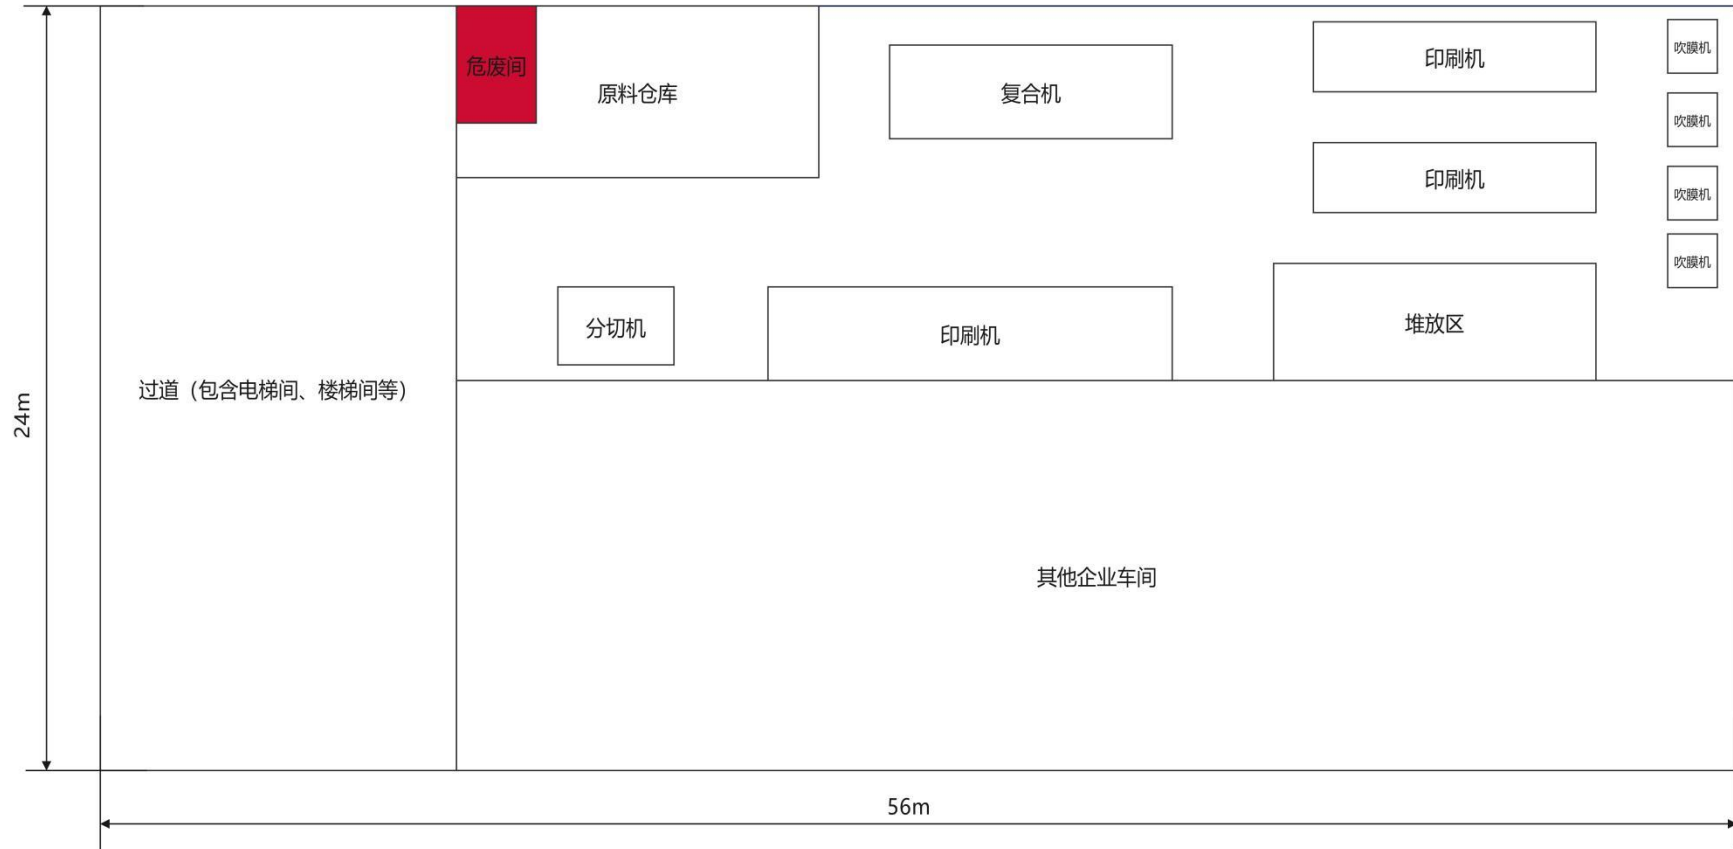 危废间
原料仓库
复合机
印刷机
吹膜机
吹膜机
印刷机
吹膜机
吹膜机
分切机
印刷机
堆放区
过道（包含电梯间、楼梯间等）
24m
其他企业车间
56m